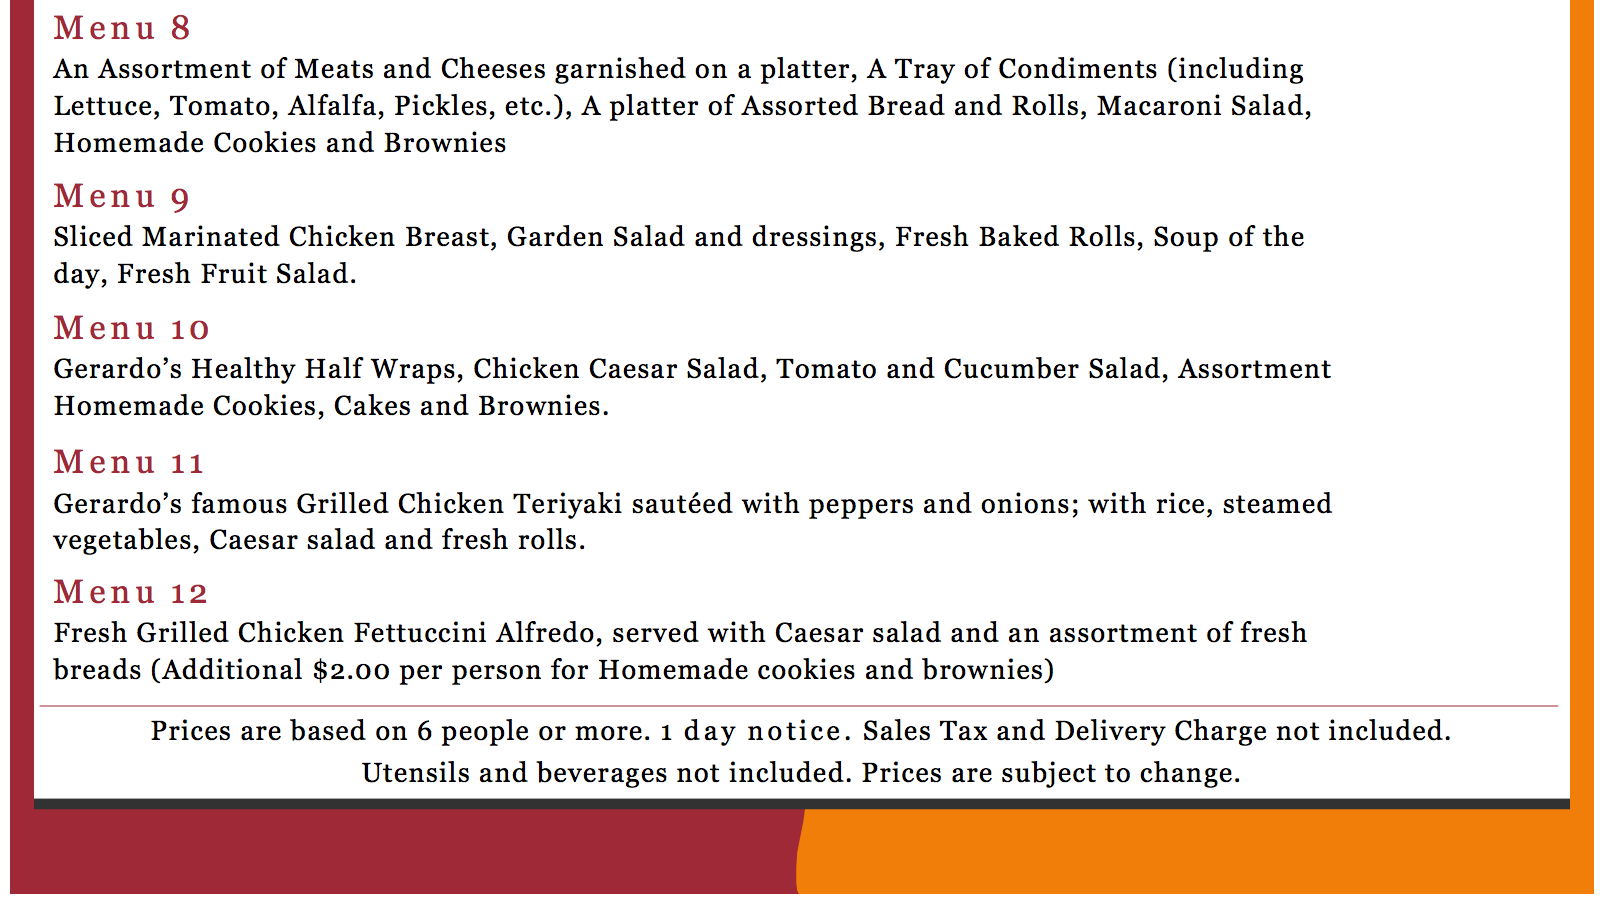 Menu 8
An Assortment of Meats and Cheeses garnished on a platter, A Tray of Condiments (including
Lettuce, Tomato, Alfalfa, Pickles, etc.), A platter of Assorted Bread and Rolls, Macaroni Salad,
Homemade Cookies and Brownies
Menu 9
Sliced Marinated Chicken Breast, Garden Salad and dressings, Fresh Baked Rolls, Soup of the
day, Fresh Fruit Salad.
Menu 10
Gerardo’s Healthy Half Wraps, Chicken Caesar Salad, Tomato and Cucumber Salad, Assortment
Homemade Cookies, Cakes and Brownies.
Menu 11
Gerardo’s famous Grilled Chicken Teriyaki sautéed with peppers and onions; with rice, steamed
vegetables, Caesar salad and fresh rolls.
Menu 12
Fresh Grilled Chicken Fettuccini Alfredo, served with Caesar salad and an assortment of fresh
breads (Additional $2.00 per person for Homemade cookies and brownies)
Prices are based on 6 people or more. 1 day notice. Sales Tax and Delivery Charge not included.
Utensils and beverages not included. Prices are subject to change.